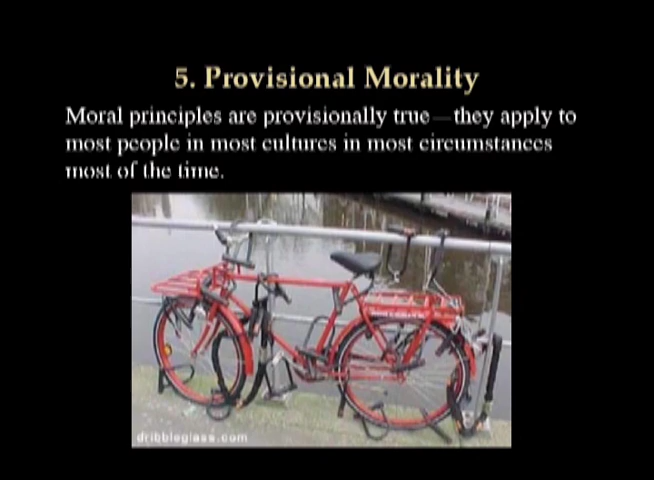 5. Provisional Morality
Moral principles are provisionally true—they apply to
most people in most cultures in most circumstances
most of the time.
dribbleglass.com